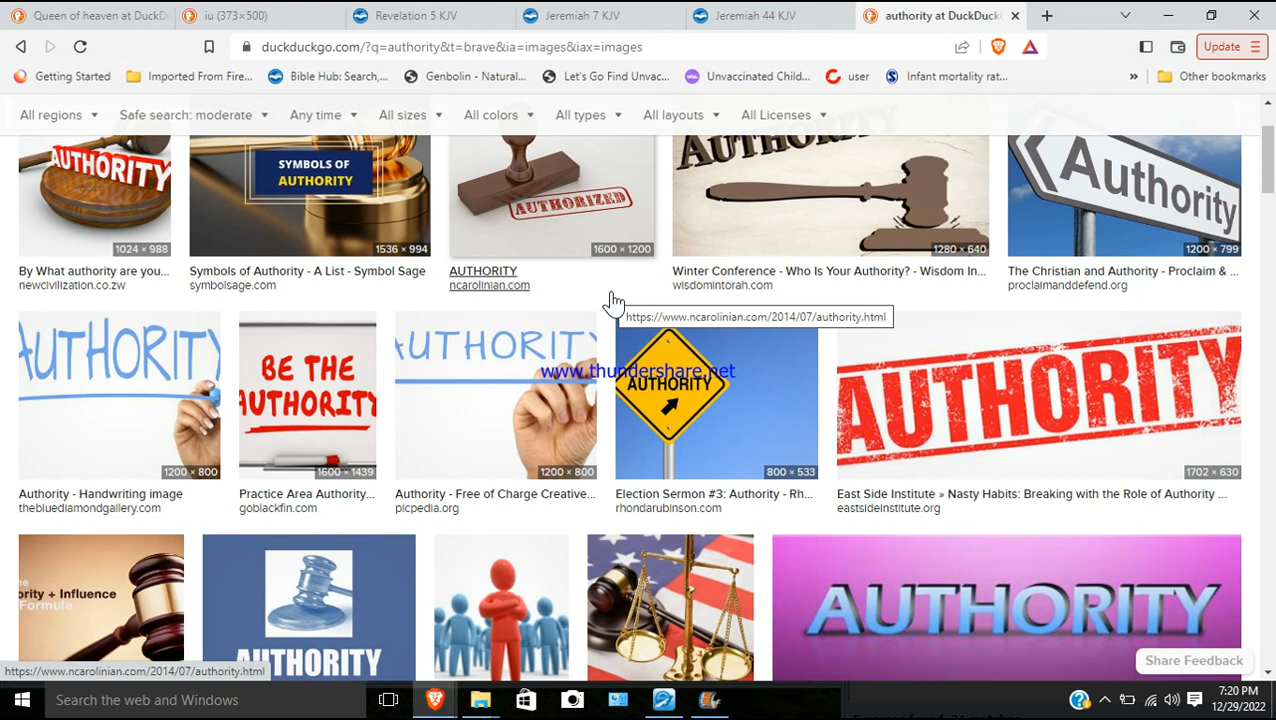 Queen of heaven at DuckDu
iu (373×500)
Revelation 5 KJV
Jeremiah 7 KJV
Jeremiah 44 KJV
authority at DuckDuck
duckduckgo.com/?q=authority&t=brave&ia=images&iax=images
Update
Getting Started
Imported From Fire...
Bible Hub: Search,...
Genbolin - Natural...
Let's Go Find Unvac...
Unvaccinated Child...
user
Infant mortality rat...
Other bookmarks
All regions
Safe search: moderate
Any time
All sizes
All colors
All types
All layouts
All Licenses
AUTHORITY
1024 × 988
SYMBOLS OF
AUTHORITY
1536 × 994
AUTHORIZED
1600 × 1200
AUTHORITY
1280 × 640
Authority
1200 × 799
By What authority are you...
newcivilization.co.zw
Symbols of Authority - A List - Symbol Sage
symbolsage.com
AUTHORITY
ncarolinian.com
Winter Conference - Who Is Your Authority? - Wisdom In...
wisdomintorah.com
The Christian and Authority - Proclaim & ...
proclaimanddefend.org
https://www.ncarolinian.com/2014/07/authority.html
AUTHORITY
1200 × 800
BE THE
AUTHORITY
1600 × 1439
AUTHORITY
1200 × 800
www.thundershare.net
AUTHORITY
800 × 533
AUTHORITY
1702 × 630
Authority - Handwriting image
thebluediamondgallery.com
Practice Area Authority...
goblackfin.com
Authority - Free of Charge Creative...
picpedia.org
Election Sermon #3: Authority - Rh...
rhondarubinson.com
East Side Institute » Nasty Habits: Breaking with the Role of Authority ...
eastsideinstitute.org
ority + Influence
Formula
AUTHORITY
AUTHORITY
Share Feedback
https://www.ncarolinian.com/2014/07/authority.html
Search the web and Windows
7:20 PM
12/29/2022